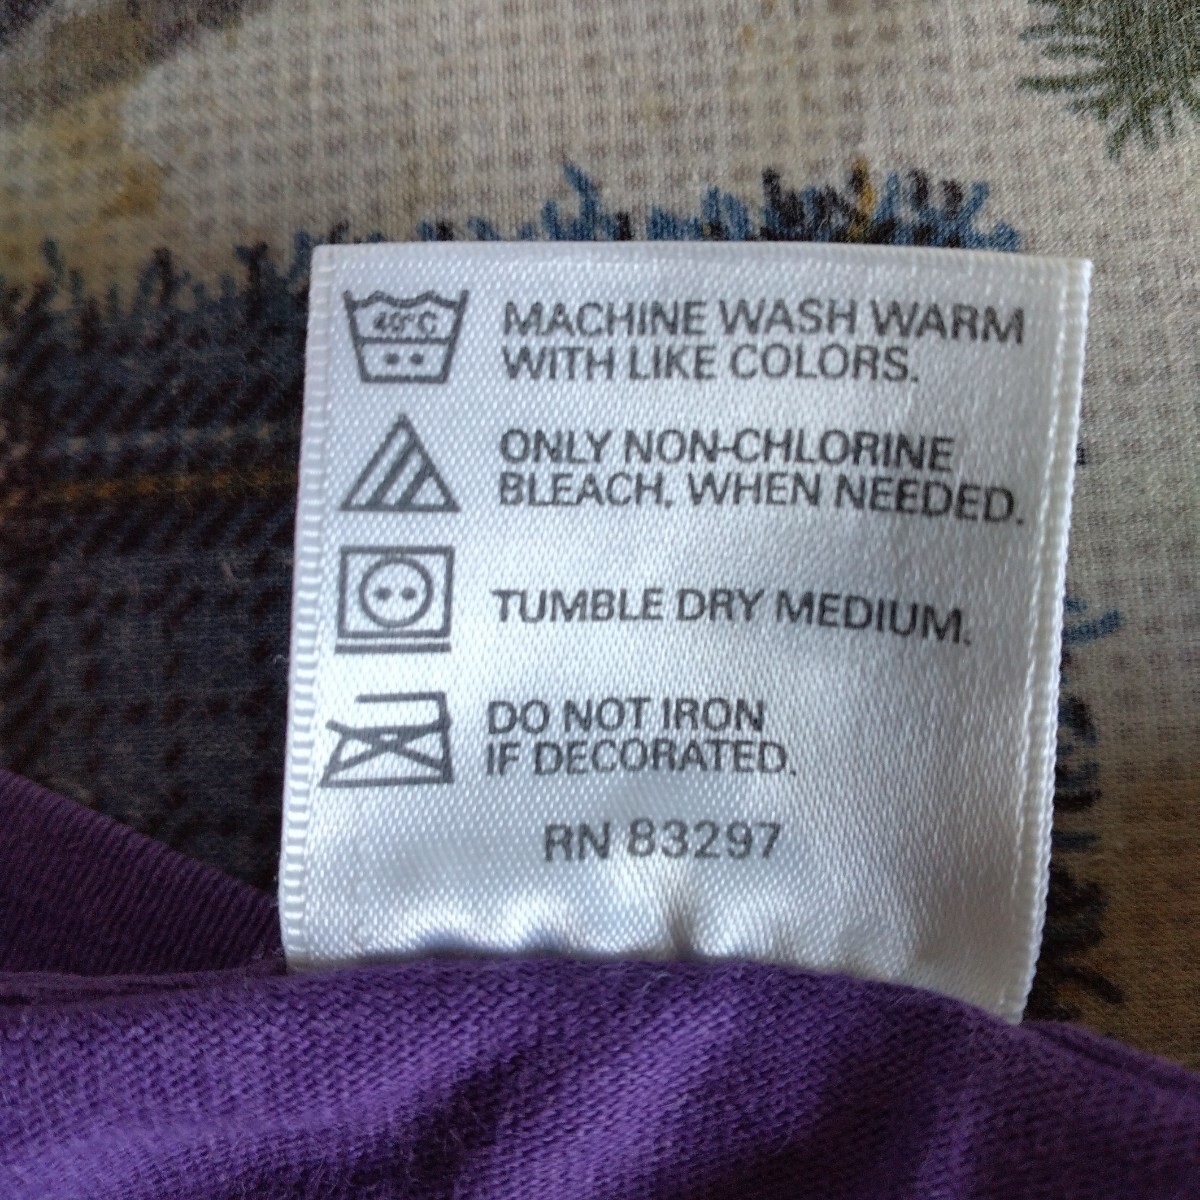 40°C
MACHINE WASH WARM
WITH LIKE COLORS.
ONLY NON-CHLORINE
BLEACH, WHEN NEEDED.
TUMBLE DRY MEDIUM.
DO NOT IRON
IF DECORATED.
RN 83297